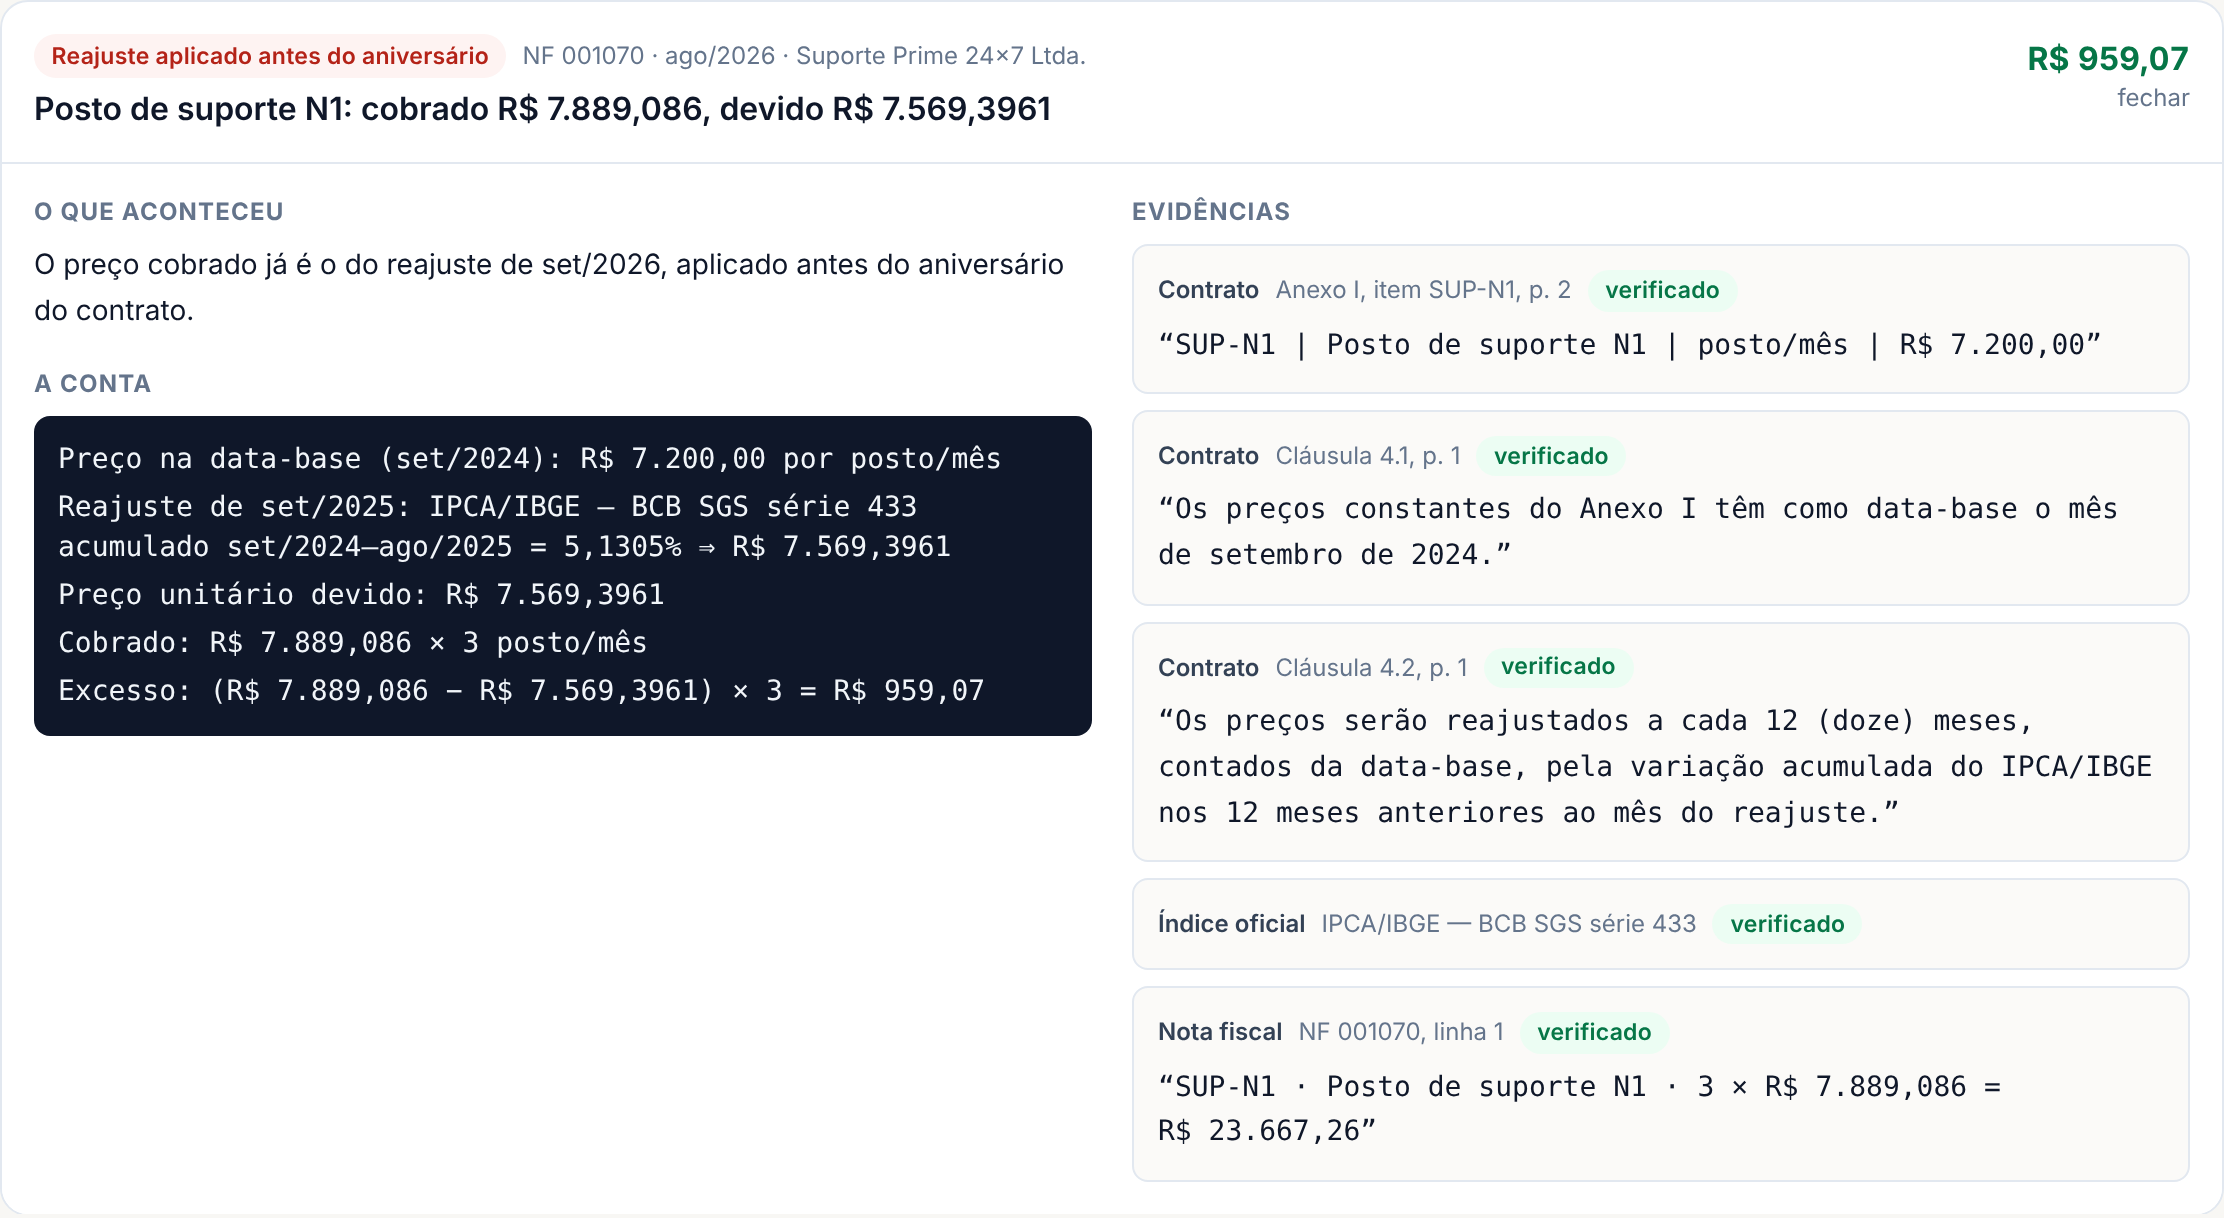 Reajuste aplicado antes do aniversário NF 001070 · ago/2026 · Suporte Prime 24×7 Ltda.
R$ 959,07
Posto de suporte N1: cobrado R$ 7.889,086, devido R$ 7.569,3961
fechar
O QUE ACONTECEU
O preço cobrado já é o do reajuste de set/2026, aplicado antes do aniversário
do contrato.
A CONTA
Preço na data-base (set/2024): R$ 7.200,00 por posto/mês
Reajuste de set/2025: IPCA/IBGE — BCB SGS série 433
acumulado set/2024–ago/2025 = 5,1305% ⇒ R$ 7.569,3961
Preço unitário devido: R$ 7.569,3961
Cobrado: R$ 7.889,086 × 3 posto/mês
Excesso: (R$ 7.889,086 − R$ 7.569,3961) × 3 = R$ 959,07
EVIDÊNCIAS
Contrato Anexo I, item SUP-N1, p. 2 verificado
“SUP-N1 | Posto de suporte N1 | posto/mês | R$ 7.200,00”
Contrato Cláusula 4.1, p. 1 verificado
“Os preços constantes do Anexo I têm como data-base o mês
de setembro de 2024.”
Contrato Cláusula 4.2, p. 1 verificado
“Os preços serão reajustados a cada 12 (doze) meses,
contados da data-base, pela variação acumulada do IPCA/IBGE
nos 12 meses anteriores ao mês do reajuste.”
Índice oficial IPCA/IBGE — BCB SGS série 433 verificado
Nota fiscal NF 001070, linha 1 verificado
“SUP-N1 · Posto de suporte N1 · 3 × R$ 7.889,086 =
R$ 23.667,26”